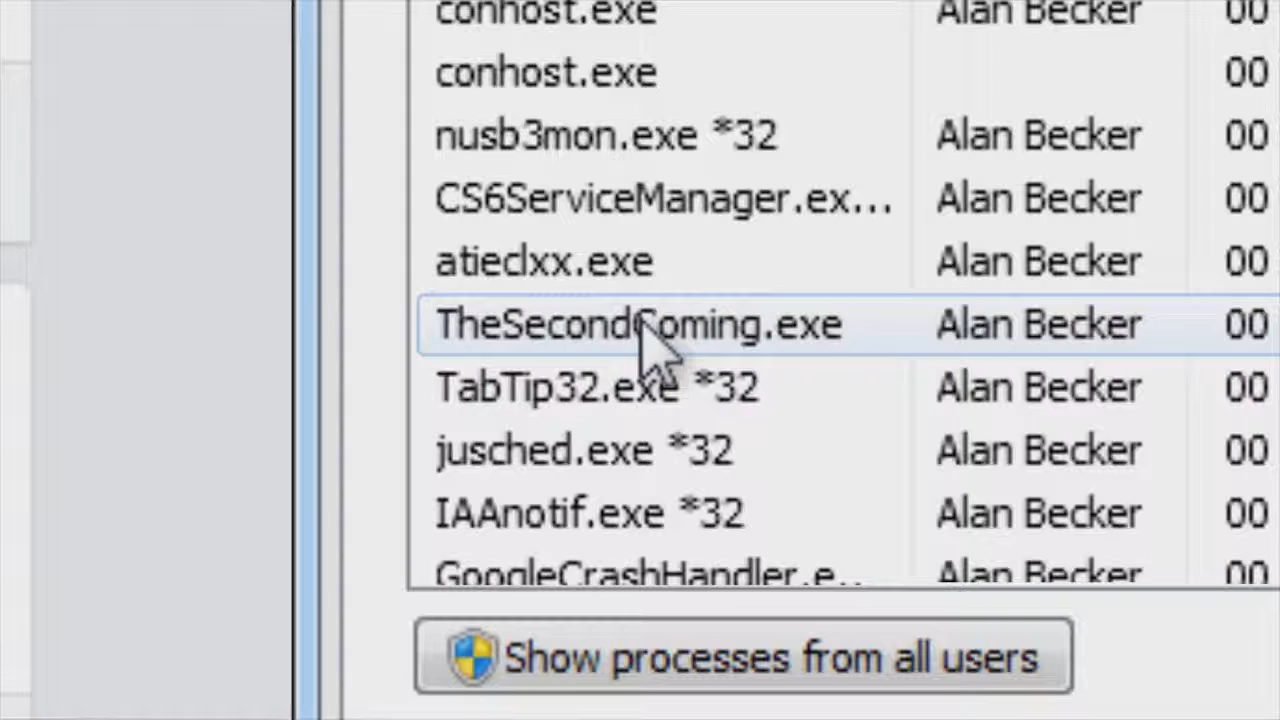 conhost.exe Alan Becker 00
conhost.exe 00
nusb3mon.exe *32 Alan Becker 00
CS6ServiceManager.ex... Alan Becker 00
atieclxx.exe Alan Becker 00
TheSecondComing.exe Alan Becker 00
TabTip32.exe *32 Alan Becker 00
jusched.exe *32 Alan Becker 00
IAAnotif.exe *32 Alan Becker 00
GoogleCrashHandler.e... Alan Becker 00
Show processes from all users